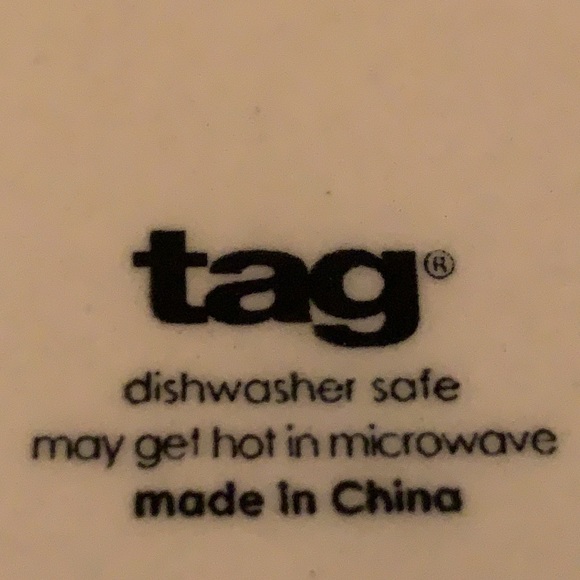 tag®
dishwasher safe
may get hot in microwave
made in China